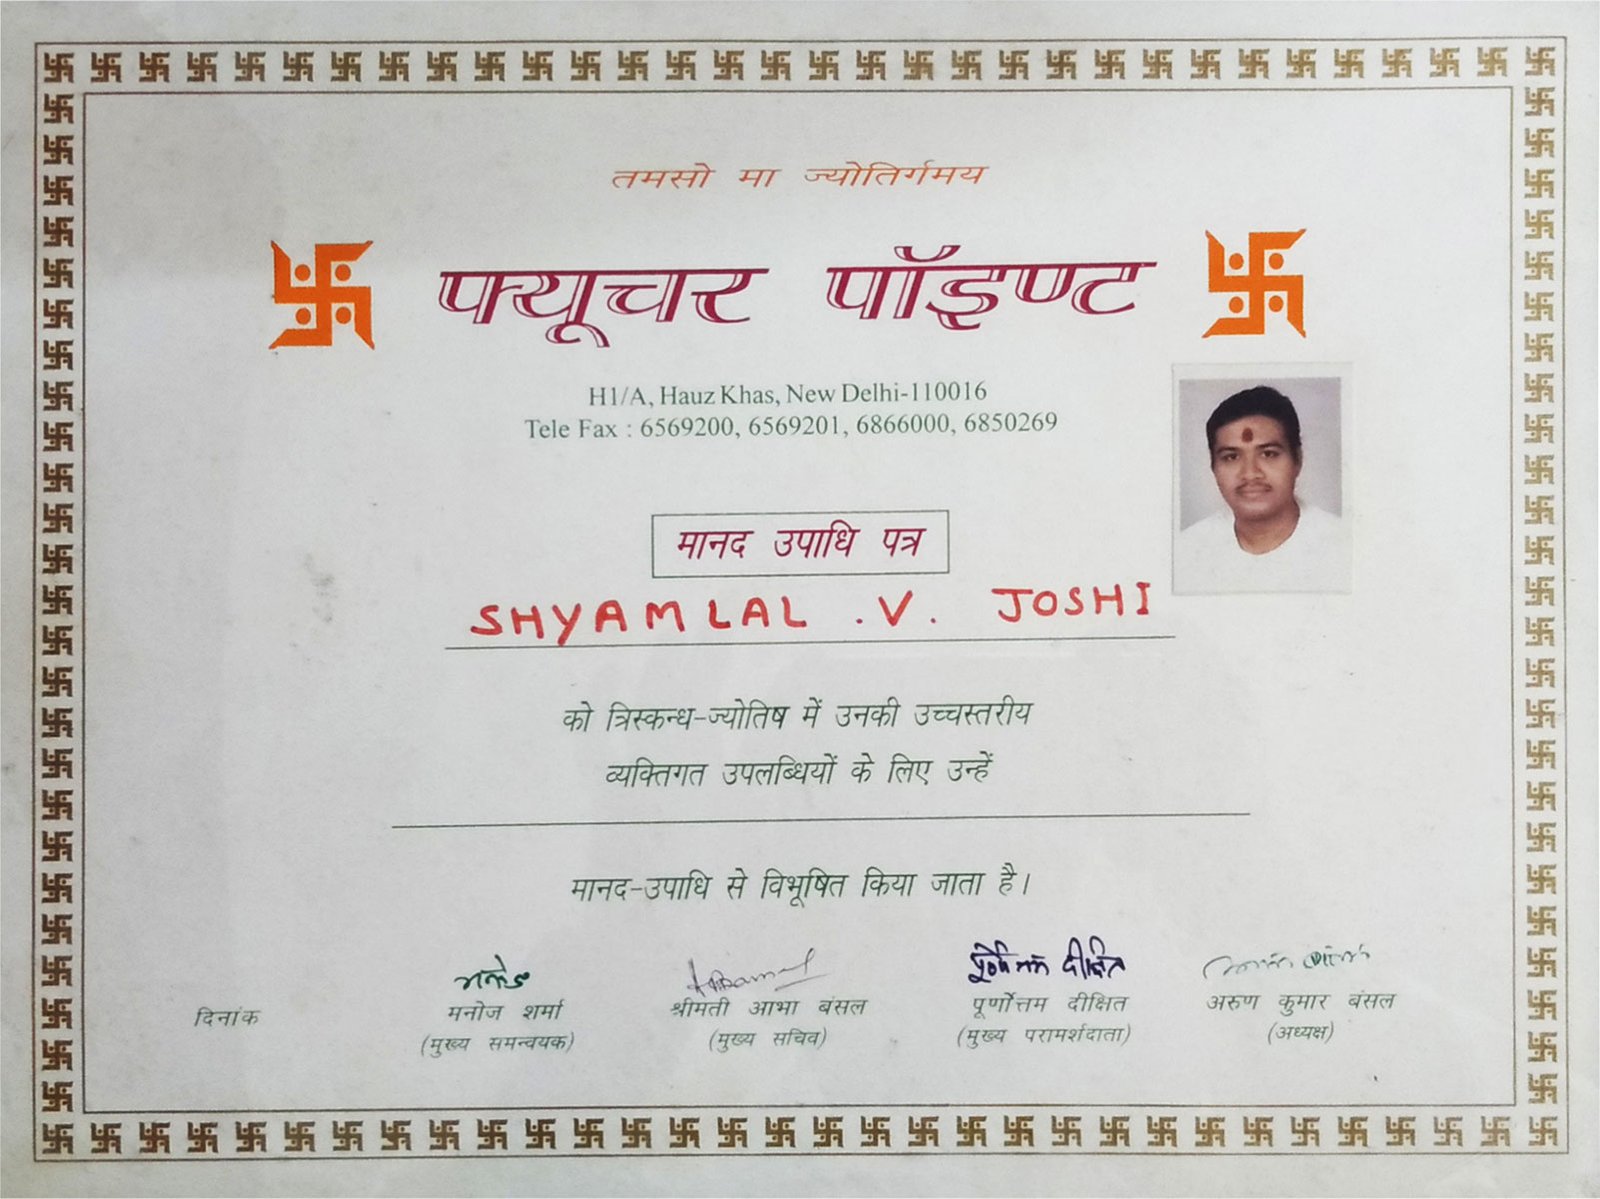 तमसो मा ज्योतिर्गमय
फ्यूचर पॉइण्ट
H1/A, Hauz Khas, New Delhi-110016
Tele Fax : 6569200, 6569201, 6866000, 6850269
मानद उपाधि पत्र
SHYAMLAL .V. JOSHI
को त्रिस्कन्ध-ज्योतिष में उनकी उच्चस्तरीय
व्यक्तिगत उपलब्धियों के लिए उन्हें
मानद-उपाधि से विभूषित किया जाता है।
दिनांक
मनोज शर्मा
(मुख्य समन्वयक)
श्रीमती आभा बंसल
(मुख्य सचिव)
पूर्णोत्तम दीक्षित
(मुख्य परामर्शदाता)
अरुण कुमार बंसल
(अध्यक्ष)